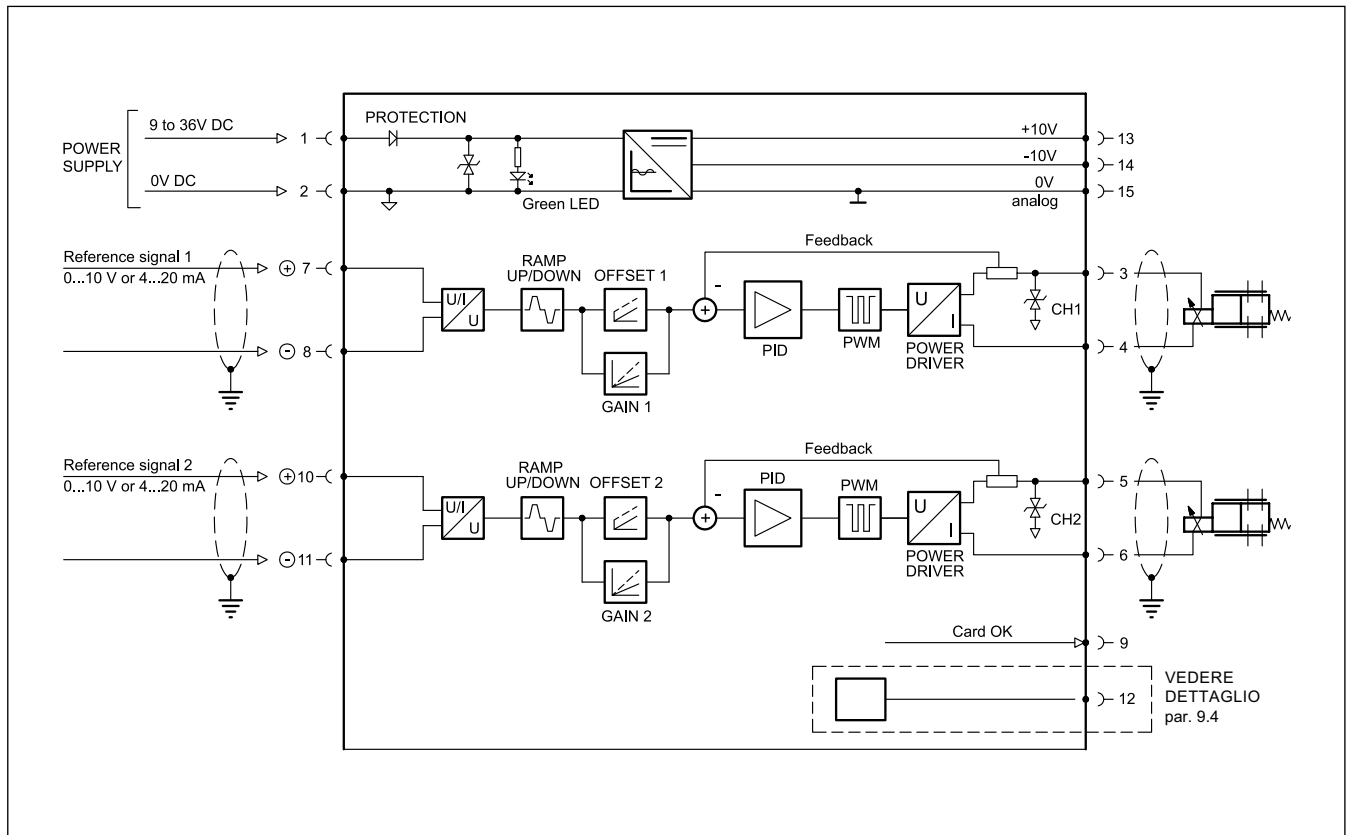 POWER
SUPPLY
9 to 36V DC
1
0V DC
2
PROTECTION
Green LED
+10V
13
-10V
14
0V
analog
15
Reference signal 1
0...10 V or 4...20 mA
+ 7
- 8
U/I
U
RAMP
UP/DOWN
OFFSET 1
GAIN 1
Feedback
-
+
PID
PWM
U
I
POWER
DRIVER
CH1
3
4
Reference signal 2
0...10 V or 4...20 mA
+ 10
- 11
U/I
U
RAMP
UP/DOWN
OFFSET 2
GAIN 2
Feedback
-
+
PID
PWM
U
I
POWER
DRIVER
CH2
5
6
Card OK
9
12
VEDERE
DETTAGLIO
par. 9.4